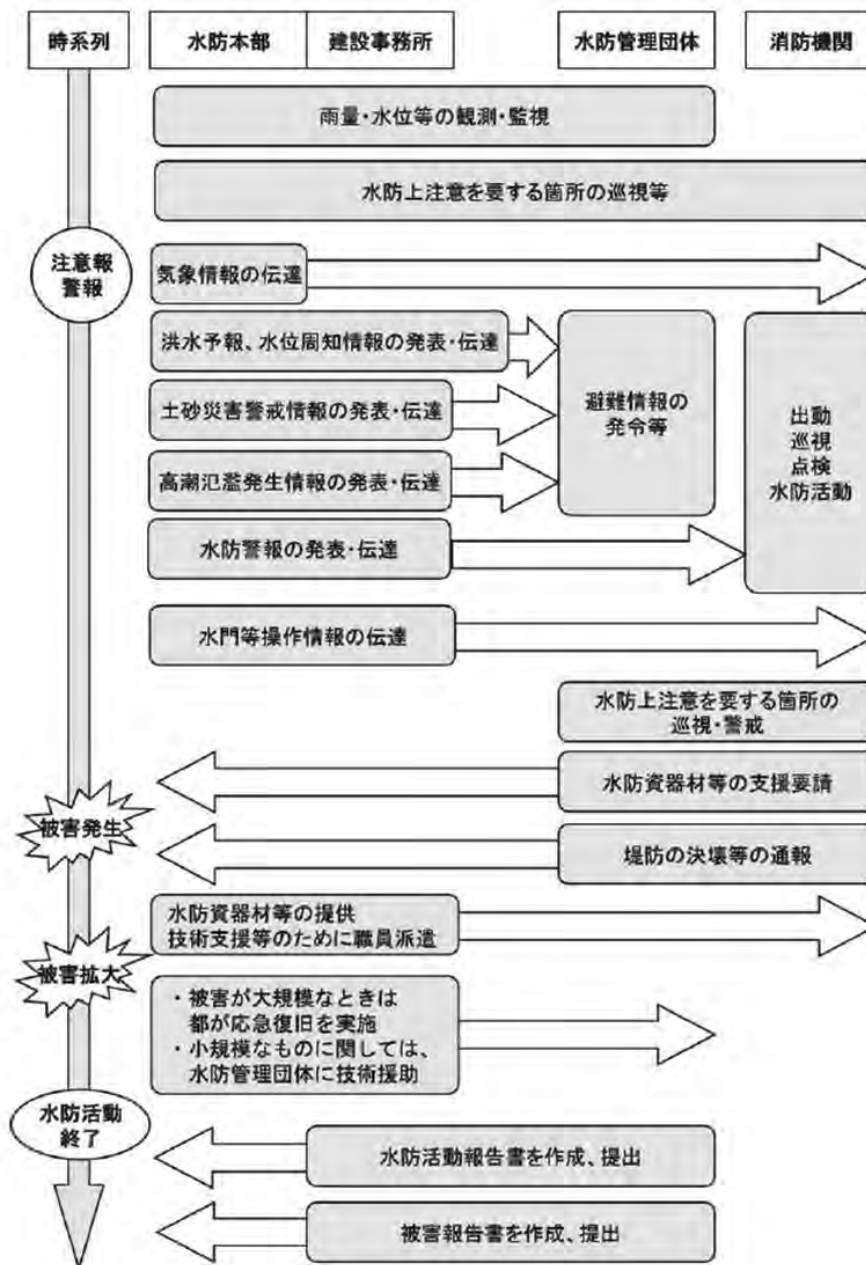 時系列
水防本部
建設事務所
水防管理団体
消防機関
雨量・水位等の観測・監視
水防上注意を要する箇所の巡視等
注意報
警報
気象情報の伝達
洪水予報、水位周知情報の発表・伝達
土砂災害警戒情報の発表・伝達
高潮氾濫発生情報の発表・伝達
避難情報の
発令等
出動
巡視
点検
水防活動
水防警報の発表・伝達
水門等操作情報の伝達
水防上注意を要する箇所の
巡視・警戒
水防資器材等の支援要請
被害発生
堤防の決壊等の通報
水防資器材等の提供
技術支援等のために職員派遣
被害拡大
・被害が大規模なときは
都が応急復旧を実施
・小規模なものに関しては、
水防管理団体に技術援助
水防活動
終了
水防活動報告書を作成、提出
被害報告書を作成、提出